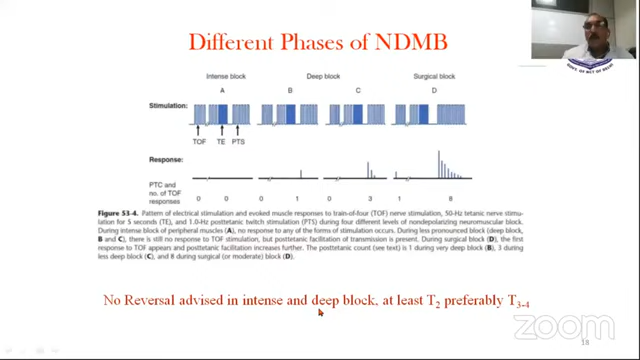 Different Phases of NDMB
GOVT. OF NCT OF DELHI
Intense block Deep block Surgical block
A B C D
Stimulation:
TOF TE PTS
Response:
PTC and
no. of TOF
responses
0 0 0 1 0 3 1 8
Figure 53-4. Pattern of electrical stimulation and evoked muscle responses to train-of-four (TOF) nerve stimulation, 50-Hz tetanic nerve stimu-
lation for 5 seconds (TE), and 1.0-Hz posttetanic twitch stimulation (PTS) during four different levels of nondepolarizing neuromuscular block.
During intense block of peripheral muscles (A), no response to any of the forms of stimulation occurs. During less pronounced block (deep block,
B and C), there is still no response to TOF stimulation, but posttetanic facilitation of transmission is present. During surgical block (D), the first
response to TOF appears and posttetanic facilitation increases further. The posttetanic count (see text) is 1 during very deep block (B), 3 during
less deep block (C), and 8 during surgical (or moderate) block (D).
No Reversal advised in intense and deep block, at least T2 preferably T3-4
zoom
18